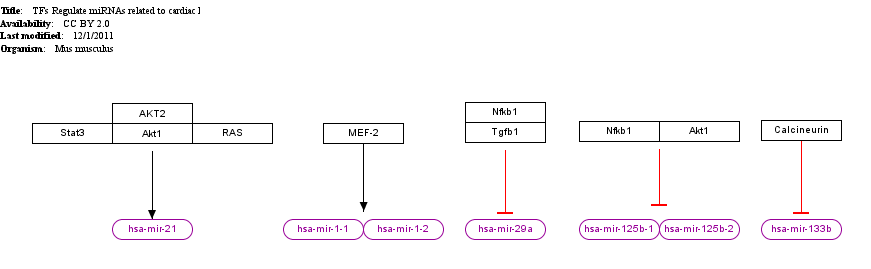 Title: TFs Regulate miRNAs related to cardiac l
Availability: CC BY 2.0
Last modified: 12/1/2011
Organism: Mus musculus
AKT2
Stat3 Akt1 RAS
MEF-2
Nfkb1
Tgfb1
Nfkb1 Akt1
Calcineurin
hsa-mir-21
hsa-mir-1-1 hsa-mir-1-2
hsa-mir-29a
hsa-mir-125b-1 hsa-mir-125b-2
hsa-mir-133b